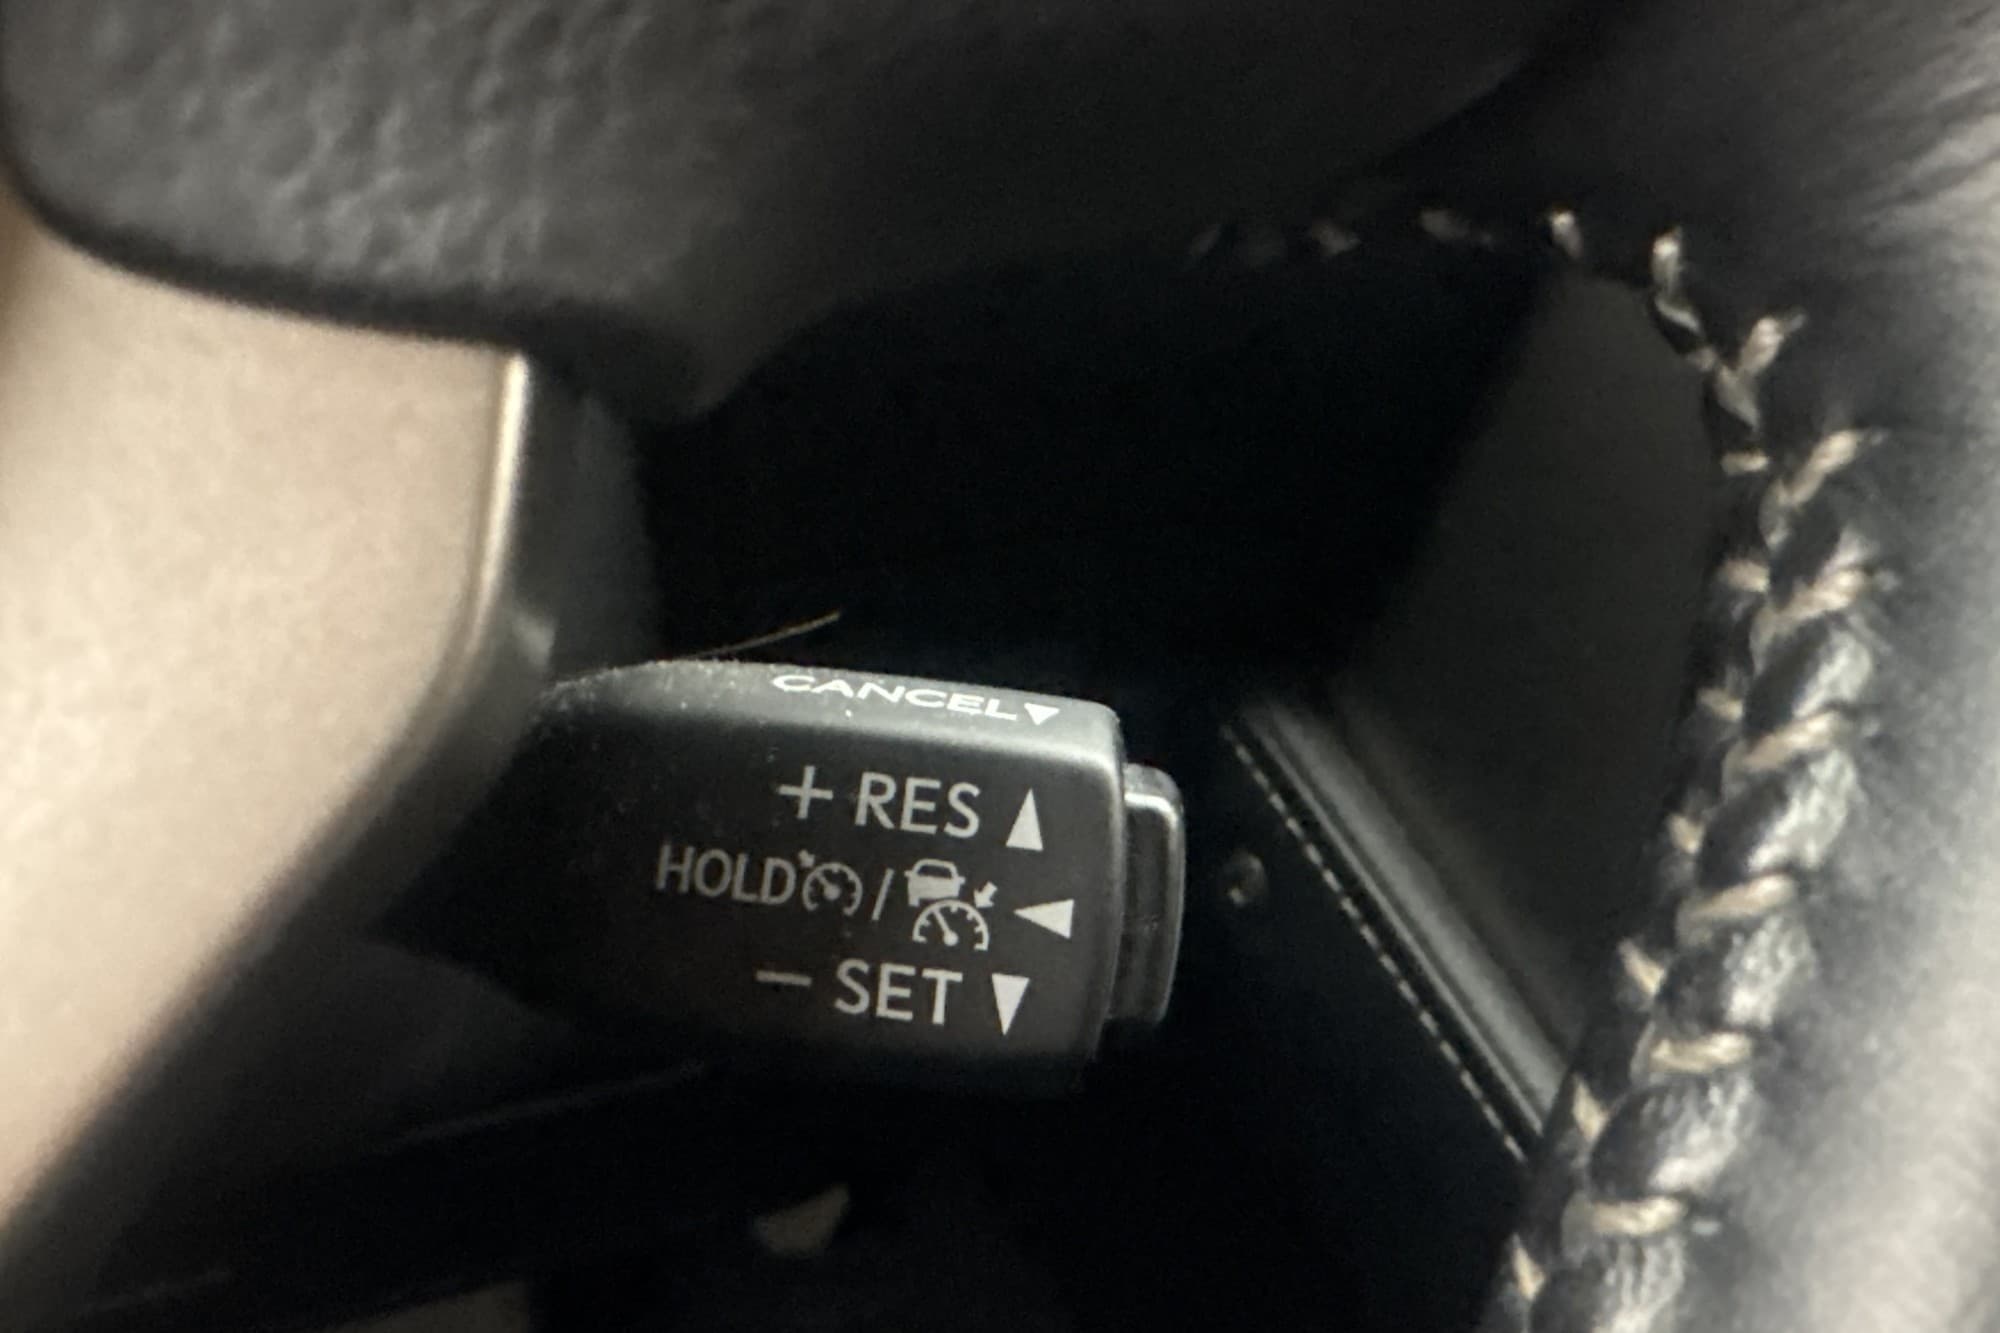 CANCEL▼
+ RES ▲
HOLD / ◀
− SET ▼